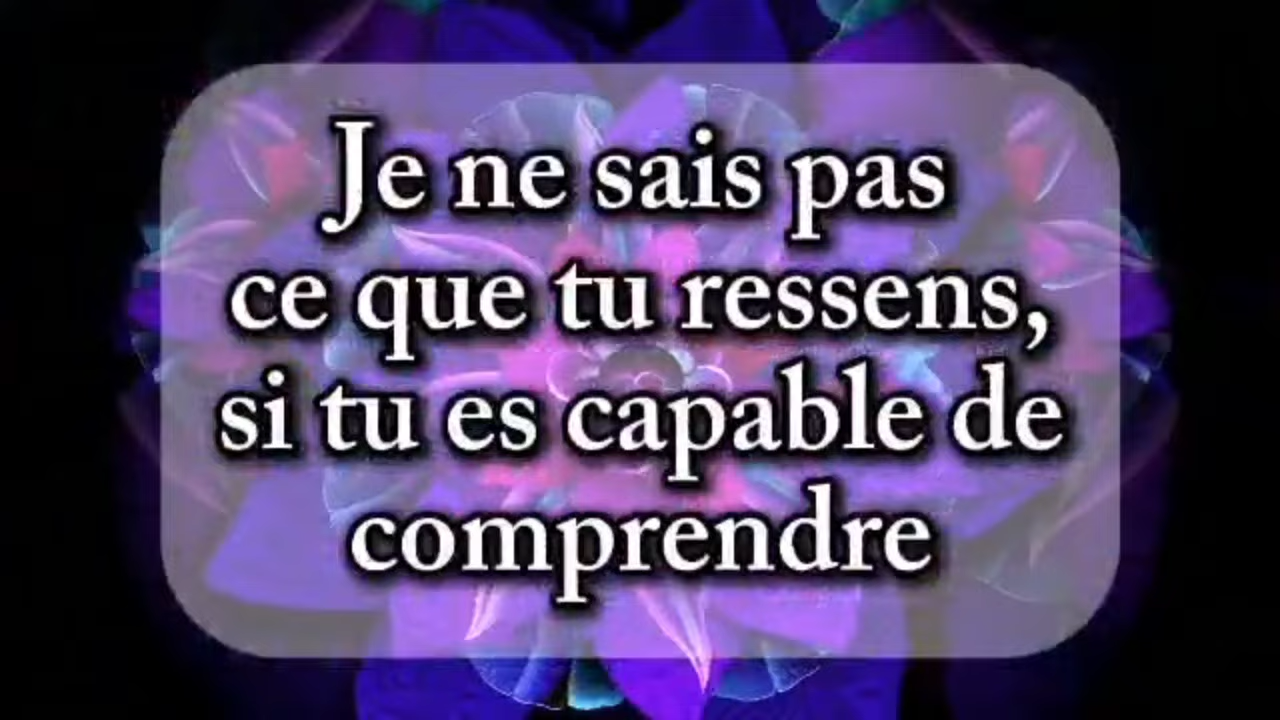 Je ne sais pas
ce que tu ressens,
si tu es capable de
comprendre